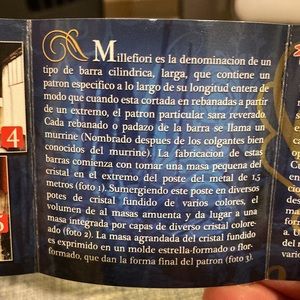 Millefiori es la denominacion de un
tipo de barra cilindrica, larga, que contiene un
patron especifico a lo largo de su longitud entera de
modo que cuando esta cortada en rebanadas a partir
de un extremo, el patron particular sara reverado.
Cada rebanado o padazo de la barra se llama un
murrine (Nombrado despues de los colgantes bien
conocidos del murrine). La fabricacion de estas
barras comienza con tomar una masa pequena del
cristal en el extremo del poste del metal de 1,5
metros (foto 1). Sumergiendo este poste en diversos
potes de cristal fundido de varios colores, el
volumen de al masas amuenta y da lugar a una
masa integrada por capas de diverso cristal colore-
ado (foto 2). La masa agrandada del cristal fundido
es exprimido en un molde estrella-formado o flor-
formado, que dan la forma final del patron (foto 3).
4